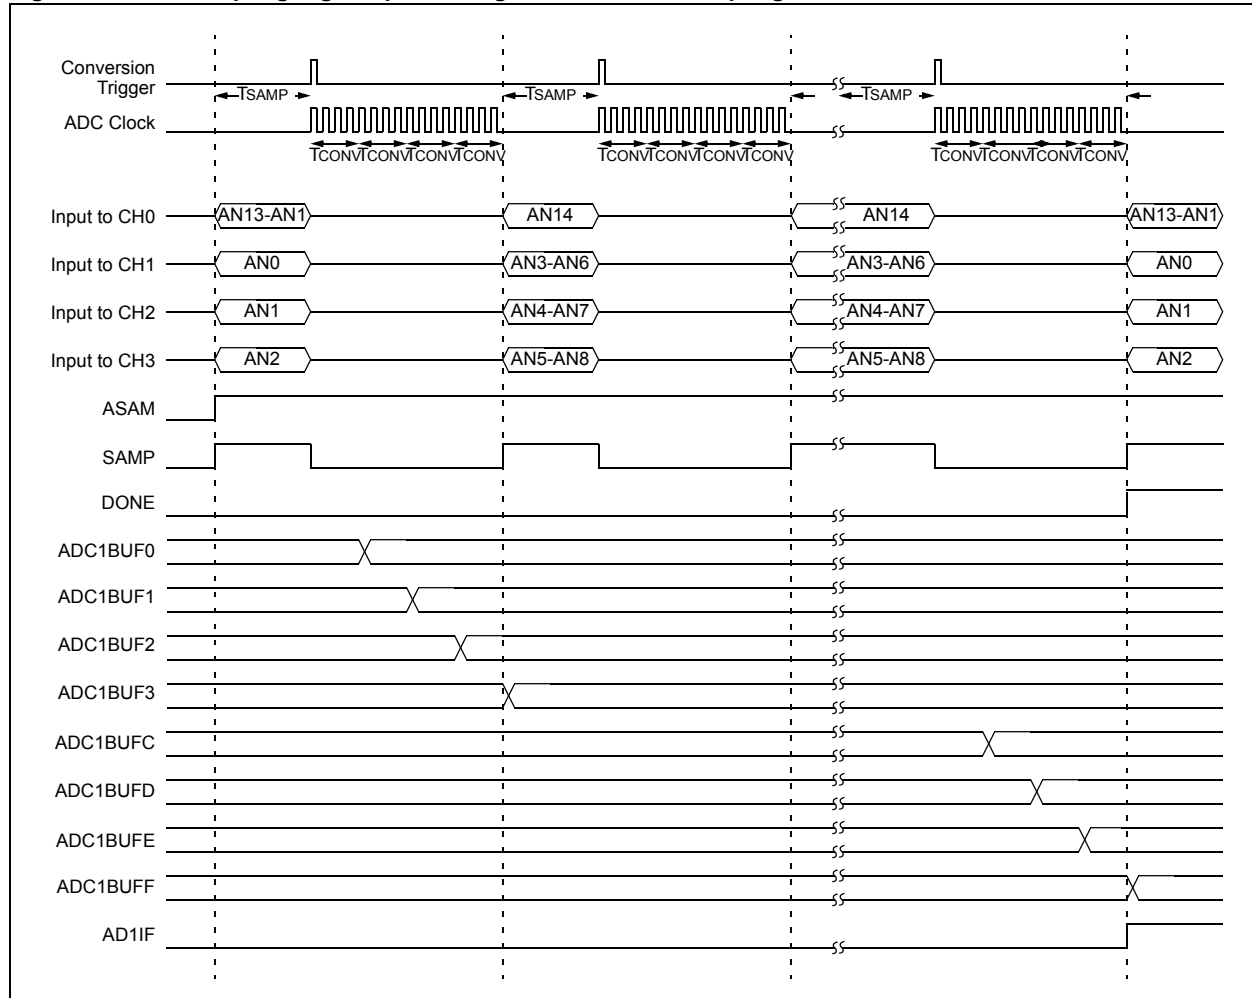 Conversion
Trigger
TSAMP TSAMP TSAMP
ADC Clock
TCONV TCONV TCONV TCONV TCONV TCONV TCONV TCONV TCONV TCONV TCONV TCONV
Input to CH0 AN13-AN1 AN14 AN14 AN13-AN1
Input to CH1 AN0 AN3-AN6 AN3-AN6 AN0
Input to CH2 AN1 AN4-AN7 AN4-AN7 AN1
Input to CH3 AN2 AN5-AN8 AN5-AN8 AN2
ASAM
SAMP
DONE
ADC1BUF0
ADC1BUF1
ADC1BUF2
ADC1BUF3
ADC1BUFC
ADC1BUFD
ADC1BUFE
ADC1BUFF
AD1IF